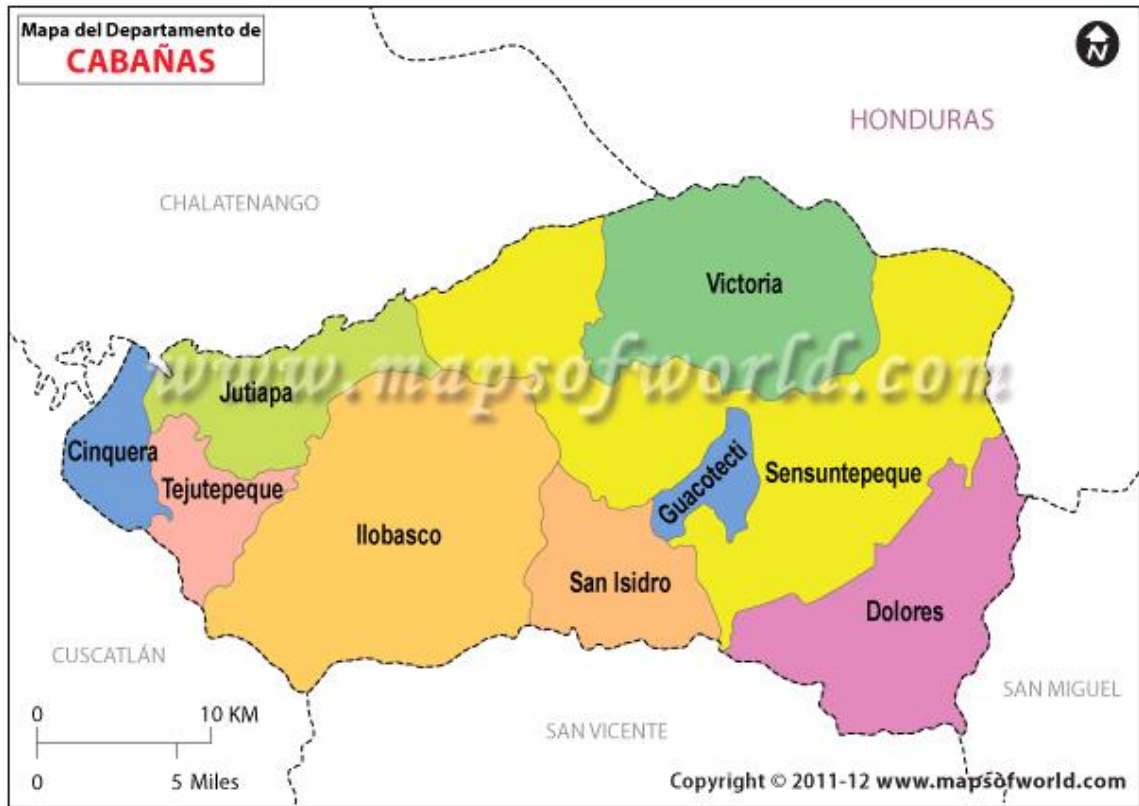 Mapa del Departamento de
CABAÑAS
N
HONDURAS
CHALATENANGO
Victoria
www.mapsofworld.com
Jutiapa
Cinquera
Tejutepeque
Guacotecti
Sensuntepeque
Ilobasco
San Isidro
Dolores
CUSCATLÁN
SAN MIGUEL
SAN VICENTE
0 10 KM
0 5 Miles
Copyright © 2011-12 www.mapsofworld.com